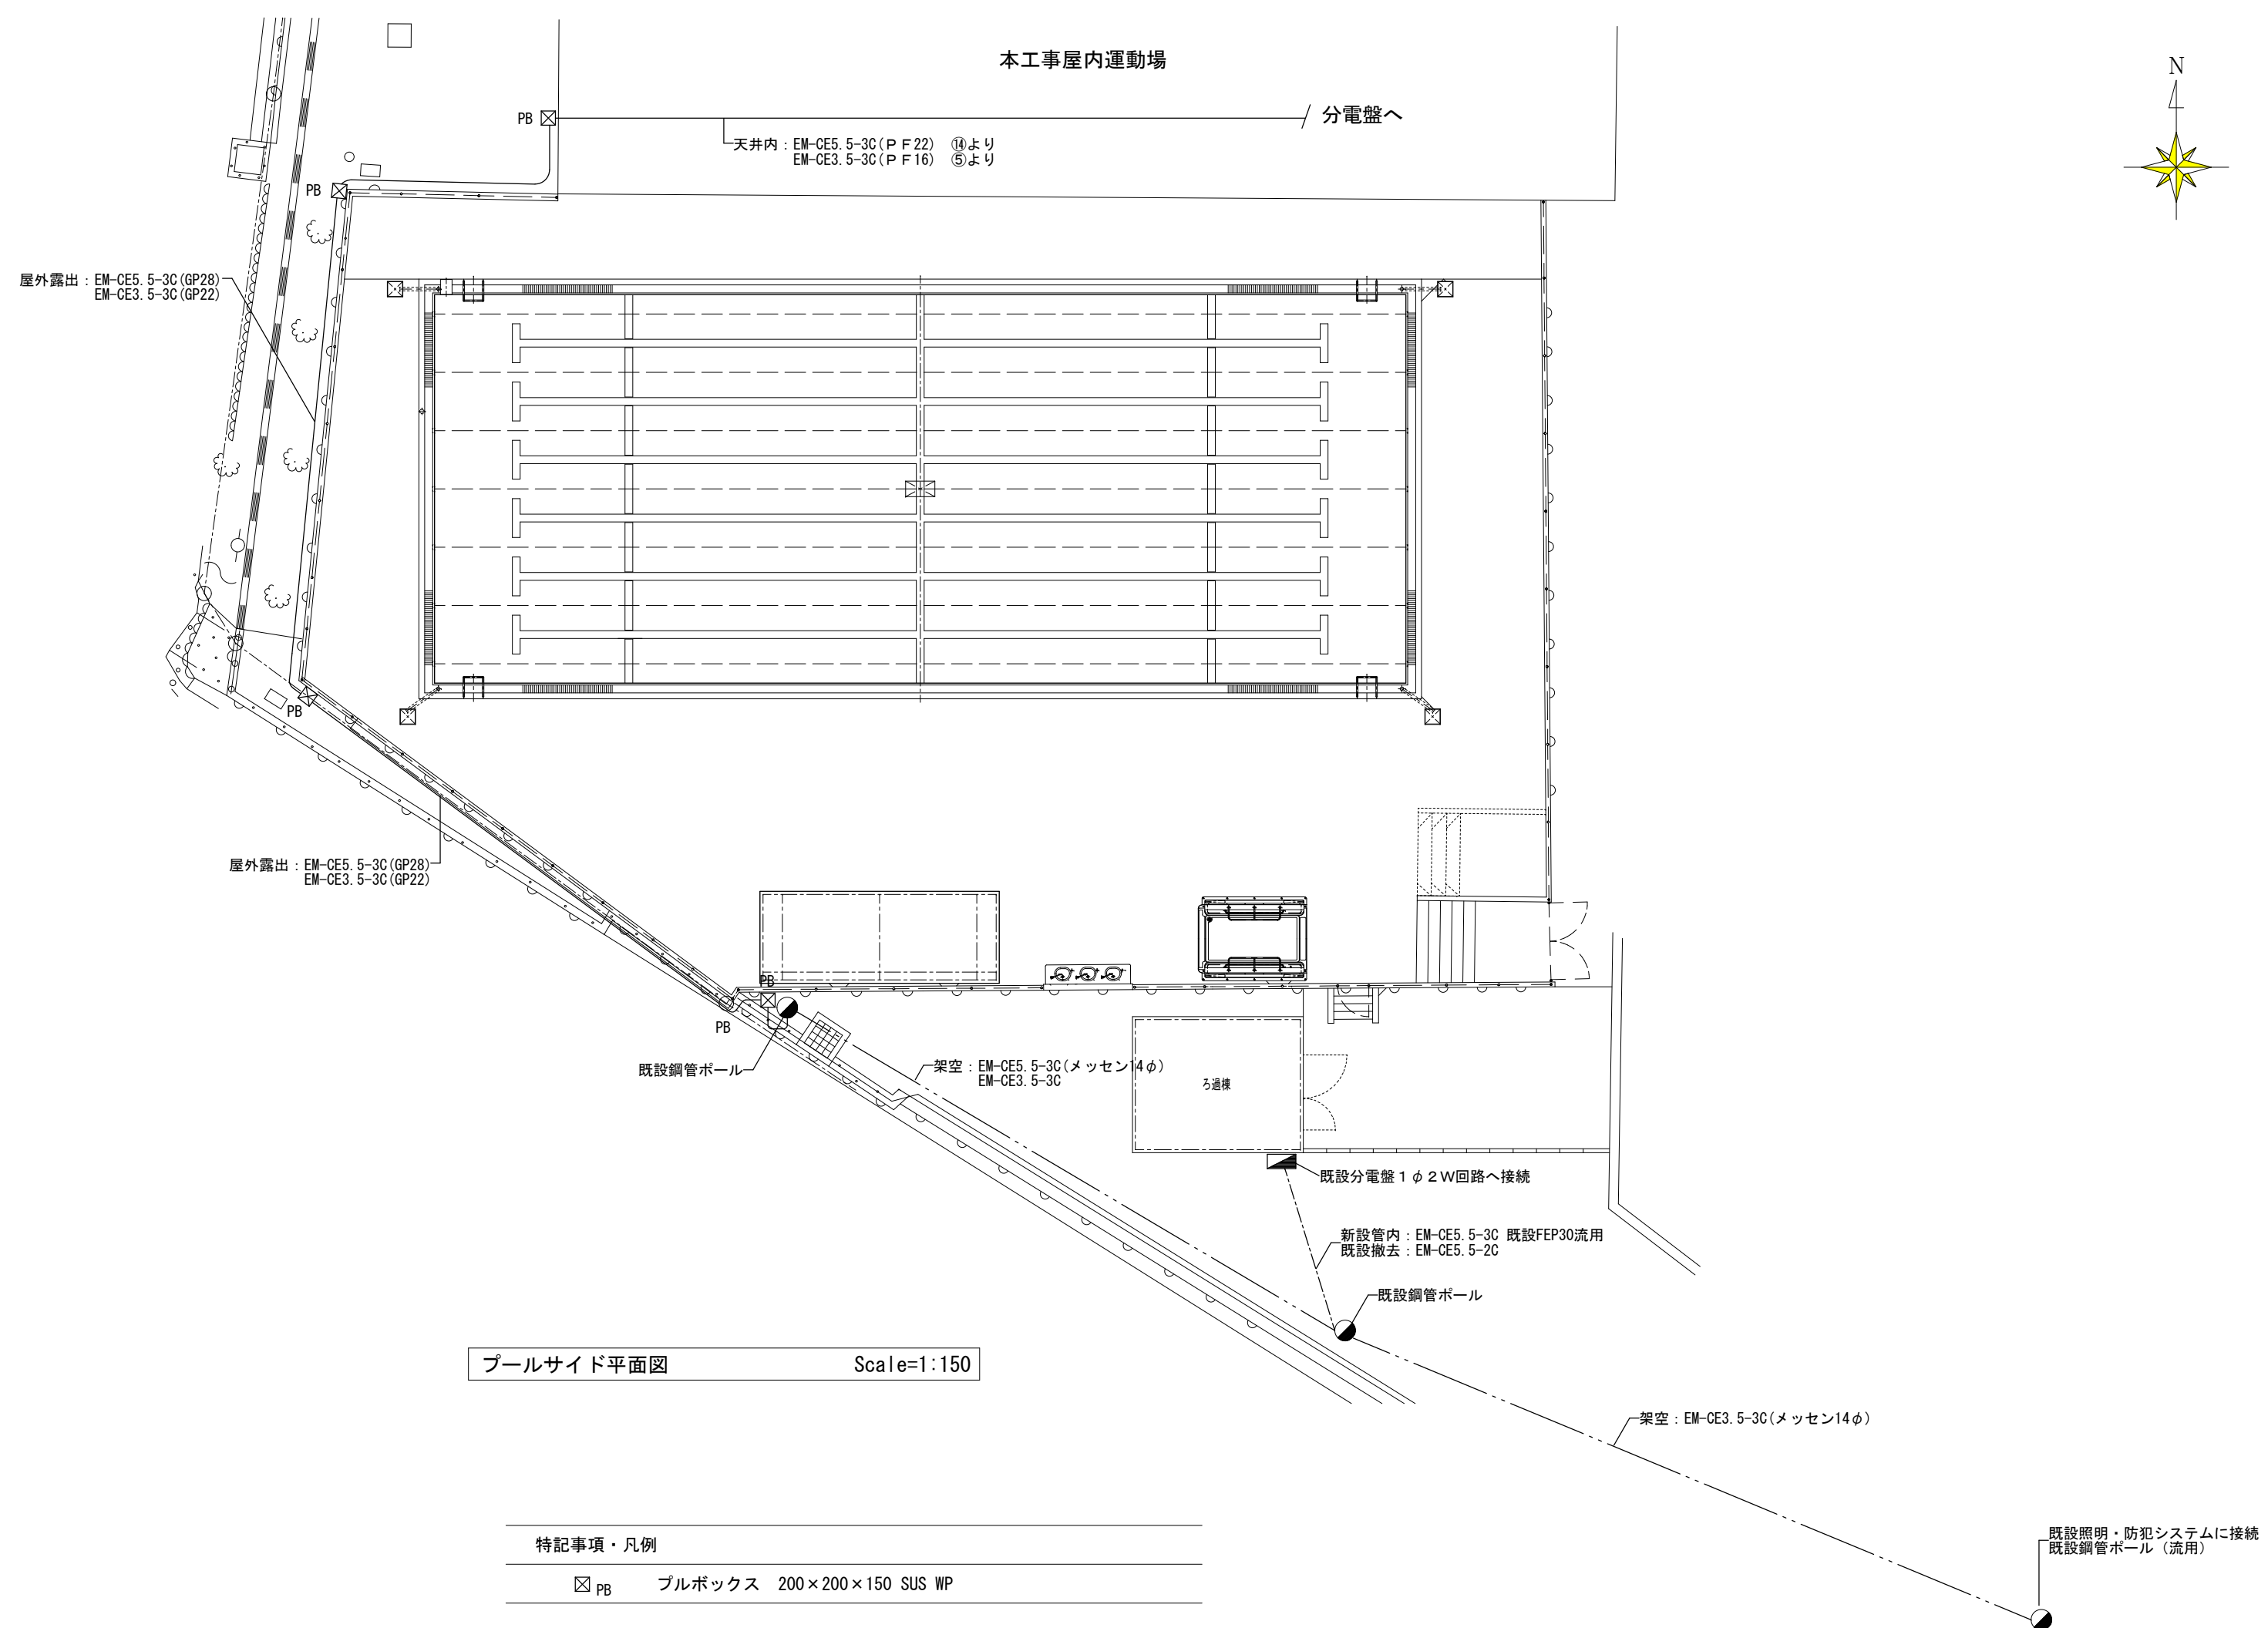 本工事屋内運動場
N
PB
分電盤へ
天井内：EM-CE5.5-3C(ＰＦ22) ⑭より
EM-CE3.5-3C(ＰＦ16) ⑤より
PB
屋外露出：EM-CE5.5-3C(GP28)
EM-CE3.5-3C(GP22)
PB
屋外露出：EM-CE5.5-3C(GP28)
EM-CE3.5-3C(GP22)
PB
PB
既設鋼管ポール
架空：EM-CE5.5-3C(メッセン14φ)
EM-CE3.5-3C
ろ過棟
既設分電盤１φ２Ｗ回路へ接続
新設管内：EM-CE5.5-3C 既設FEP30流用
既設撤去：EM-CE5.5-2C
既設鋼管ポール
プールサイド平面図 Scale=1:150
架空：EM-CE3.5-3C(メッセン14φ)
既設照明・防犯システムに接続
既設鋼管ポール（流用）
特記事項・凡例
PB プルボックス 200×200×150 SUS WP